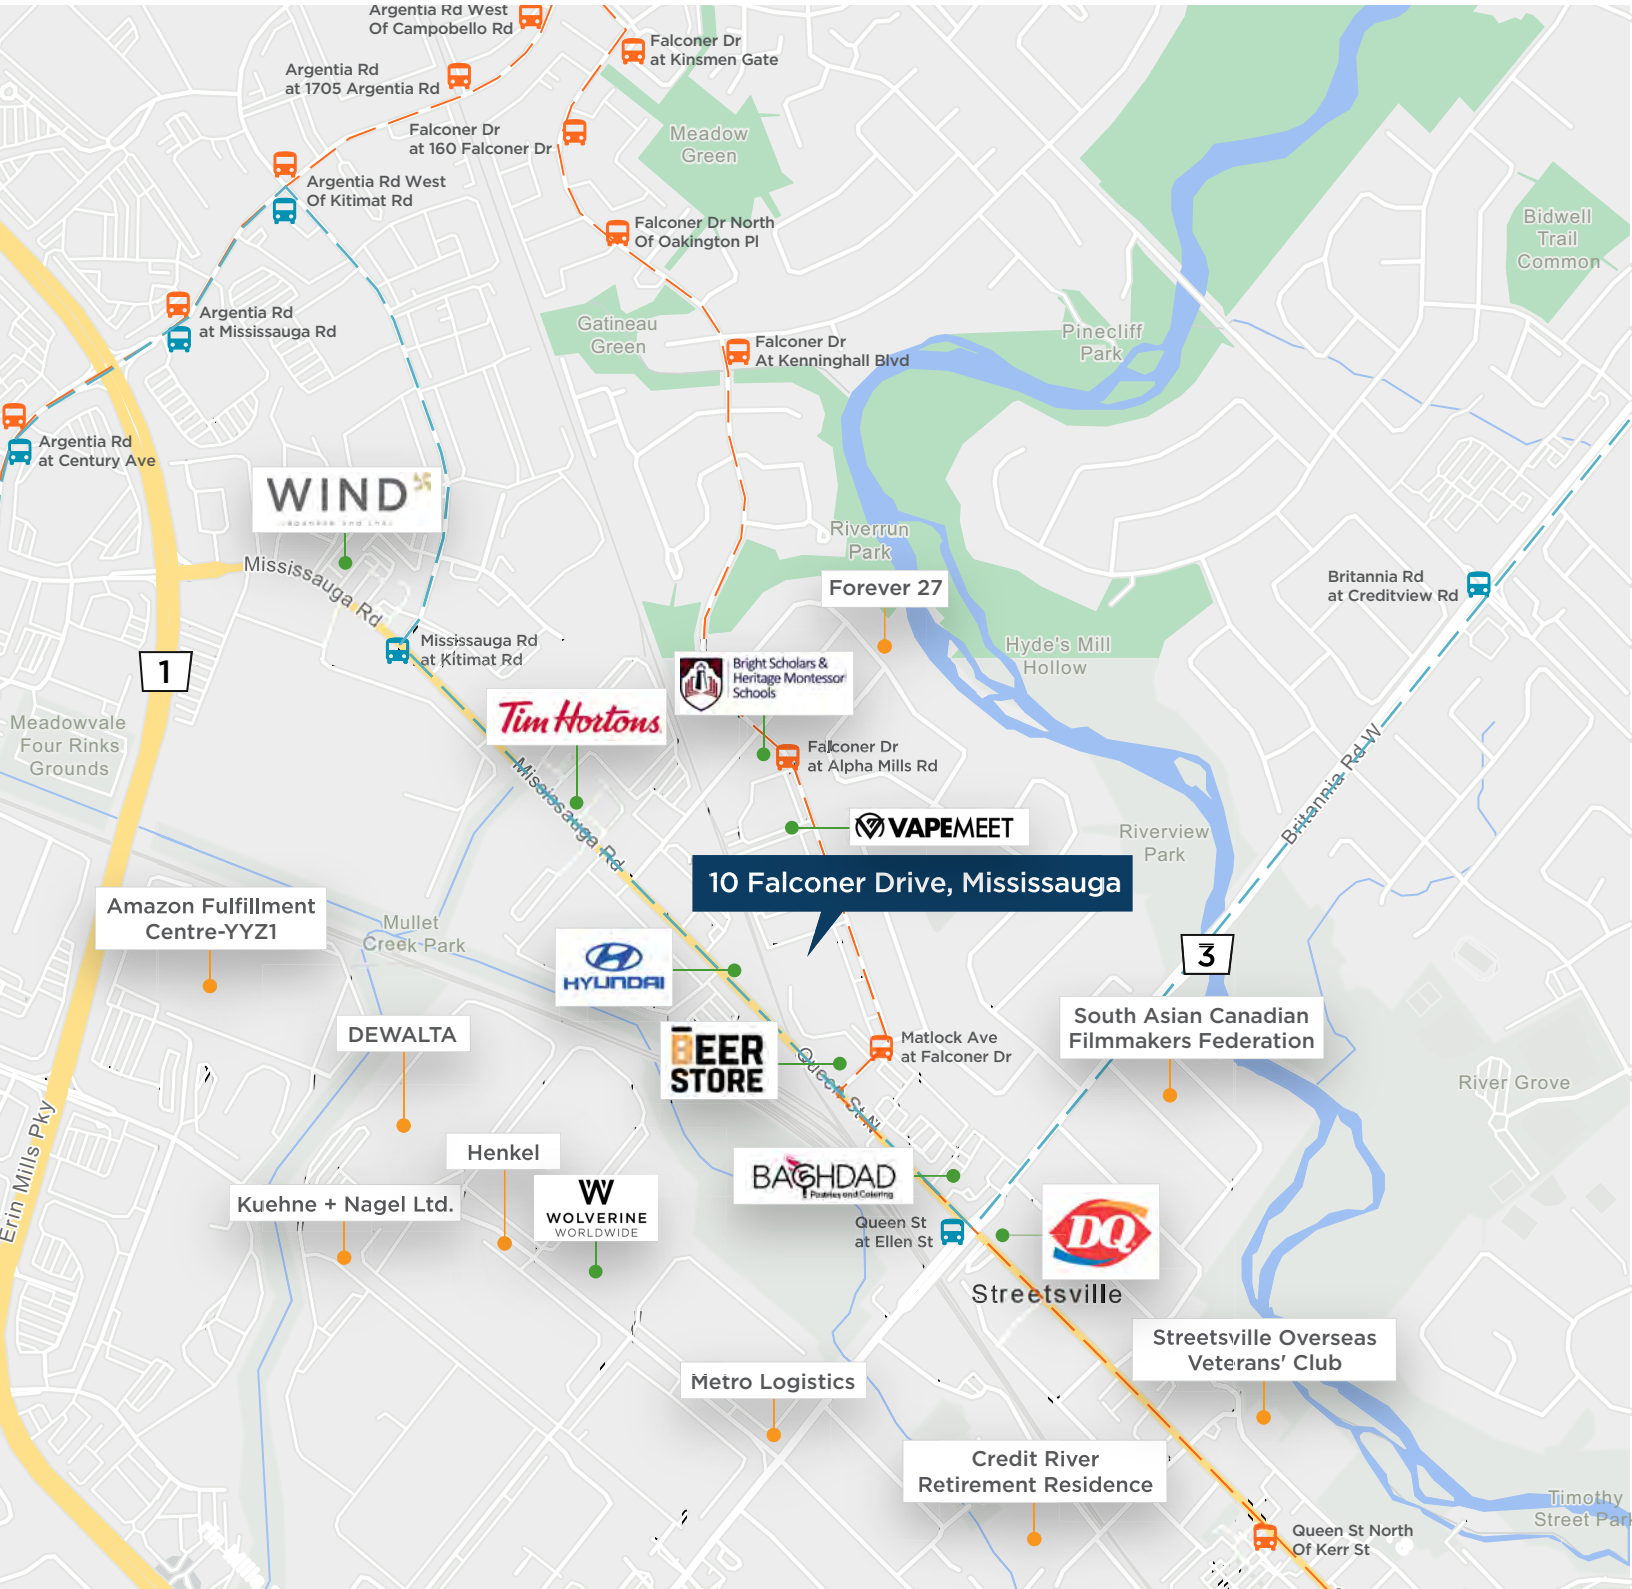 Argentia Rd West
Of Campobello Rd
Falconer Dr
at Kinsmen Gate
Argentia Rd
at 1705 Argentia Rd
Falconer Dr
at 160 Falconer Dr
Meadow
Green
Argentia Rd West
Of Kitimat Rd
Falconer Dr North
Of Oakington Pl
Bidwell
Trail
Common
Argentia Rd
at Mississauga Rd
Gatineau
Green
Pinecliff
Park
Falconer Dr
At Kenninghall Blvd
Argentia Rd
at Century Ave
WIND
Riverrun
Park
Mississauga Rd
Forever 27
Britannia Rd
at Creditview Rd
Mississauga Rd
at Kitimat Rd
Hyde's Mill
Hollow
1
Bright Scholars &
Heritage Montessori
Schools
Tim Hortons
Meadowvale
Four Rinks
Grounds
Falconer Dr
at Alpha Mills Rd
Mississauga Rd
Britannia Rd W
VAPEMEET
Riverview
Park
10 Falconer Drive, Mississauga
Amazon Fulfillment
Centre-YYZ1
Mullet
Creek Park
3
HYUNDAI
DEWALTA
South Asian Canadian
Filmmakers Federation
BEER
STORE
Queen St N
Matlock Ave
at Falconer Dr
River Grove
Erin Mills Pky
Henkel
BAGHDAD
Pastries and Catering
Kuehne + Nagel Ltd.
W
WOLVERINE
WORLDWIDE
Queen St
at Ellen St
DQ
Streetsville
Streetsville Overseas
Veterans' Club
Metro Logistics
Credit River
Retirement Residence
Timothy
Street Park
Queen St North
Of Kerr St